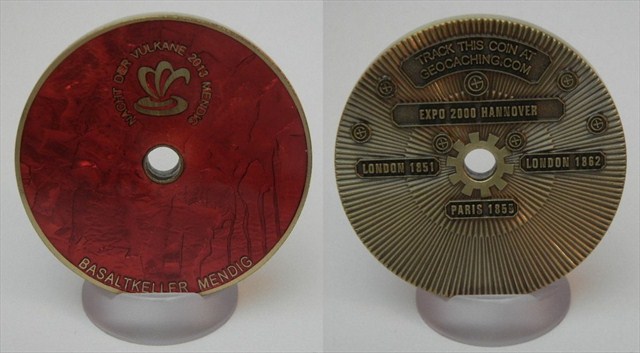 NACHT DER VULKANE 2013 MENDIG
BASALTKELLER MENDIG
TRACK THIS COIN AT
GEOCACHING.COM
EXPO 2000 HANNOVER
LONDON 1851
LONDON 1862
PARIS 1855